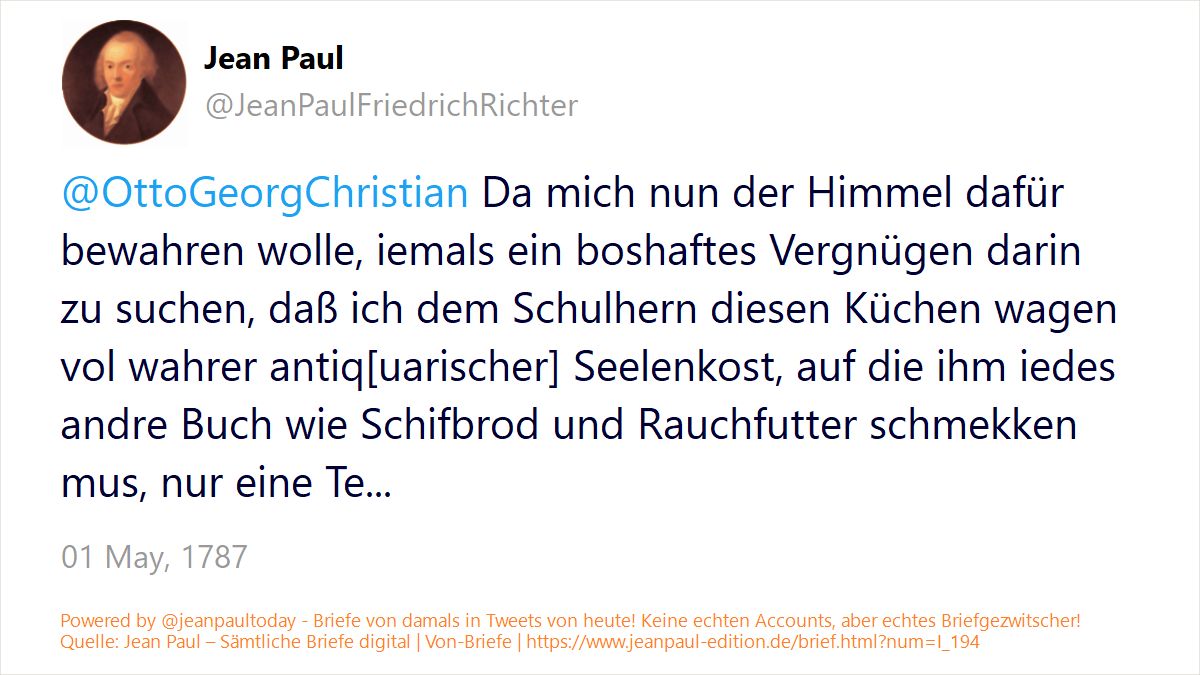 Jean Paul
@JeanPaulFriedrichRichter
@OttoGeorgChristian Da mich nun der Himmel dafür
bewahren wolle, iemals ein boshaftes Vergnügen darin
zu suchen, daß ich dem Schulhern diesen Küchen wagen
vol wahrer antiq[uarischer] Seelenkost, auf die ihm iedes
andre Buch wie Schifbrod und Rauchfutter schmekken
mus, nur eine Te...
01 May, 1787
Powered by @jeanpaultoday - Briefe von damals in Tweets von heute! Keine echten Accounts, aber echtes Briefgezwitscher!
Quelle: Jean Paul – Sämtliche Briefe digital | Von-Briefe | https://www.jeanpaul-edition.de/brief.html?num=I_194